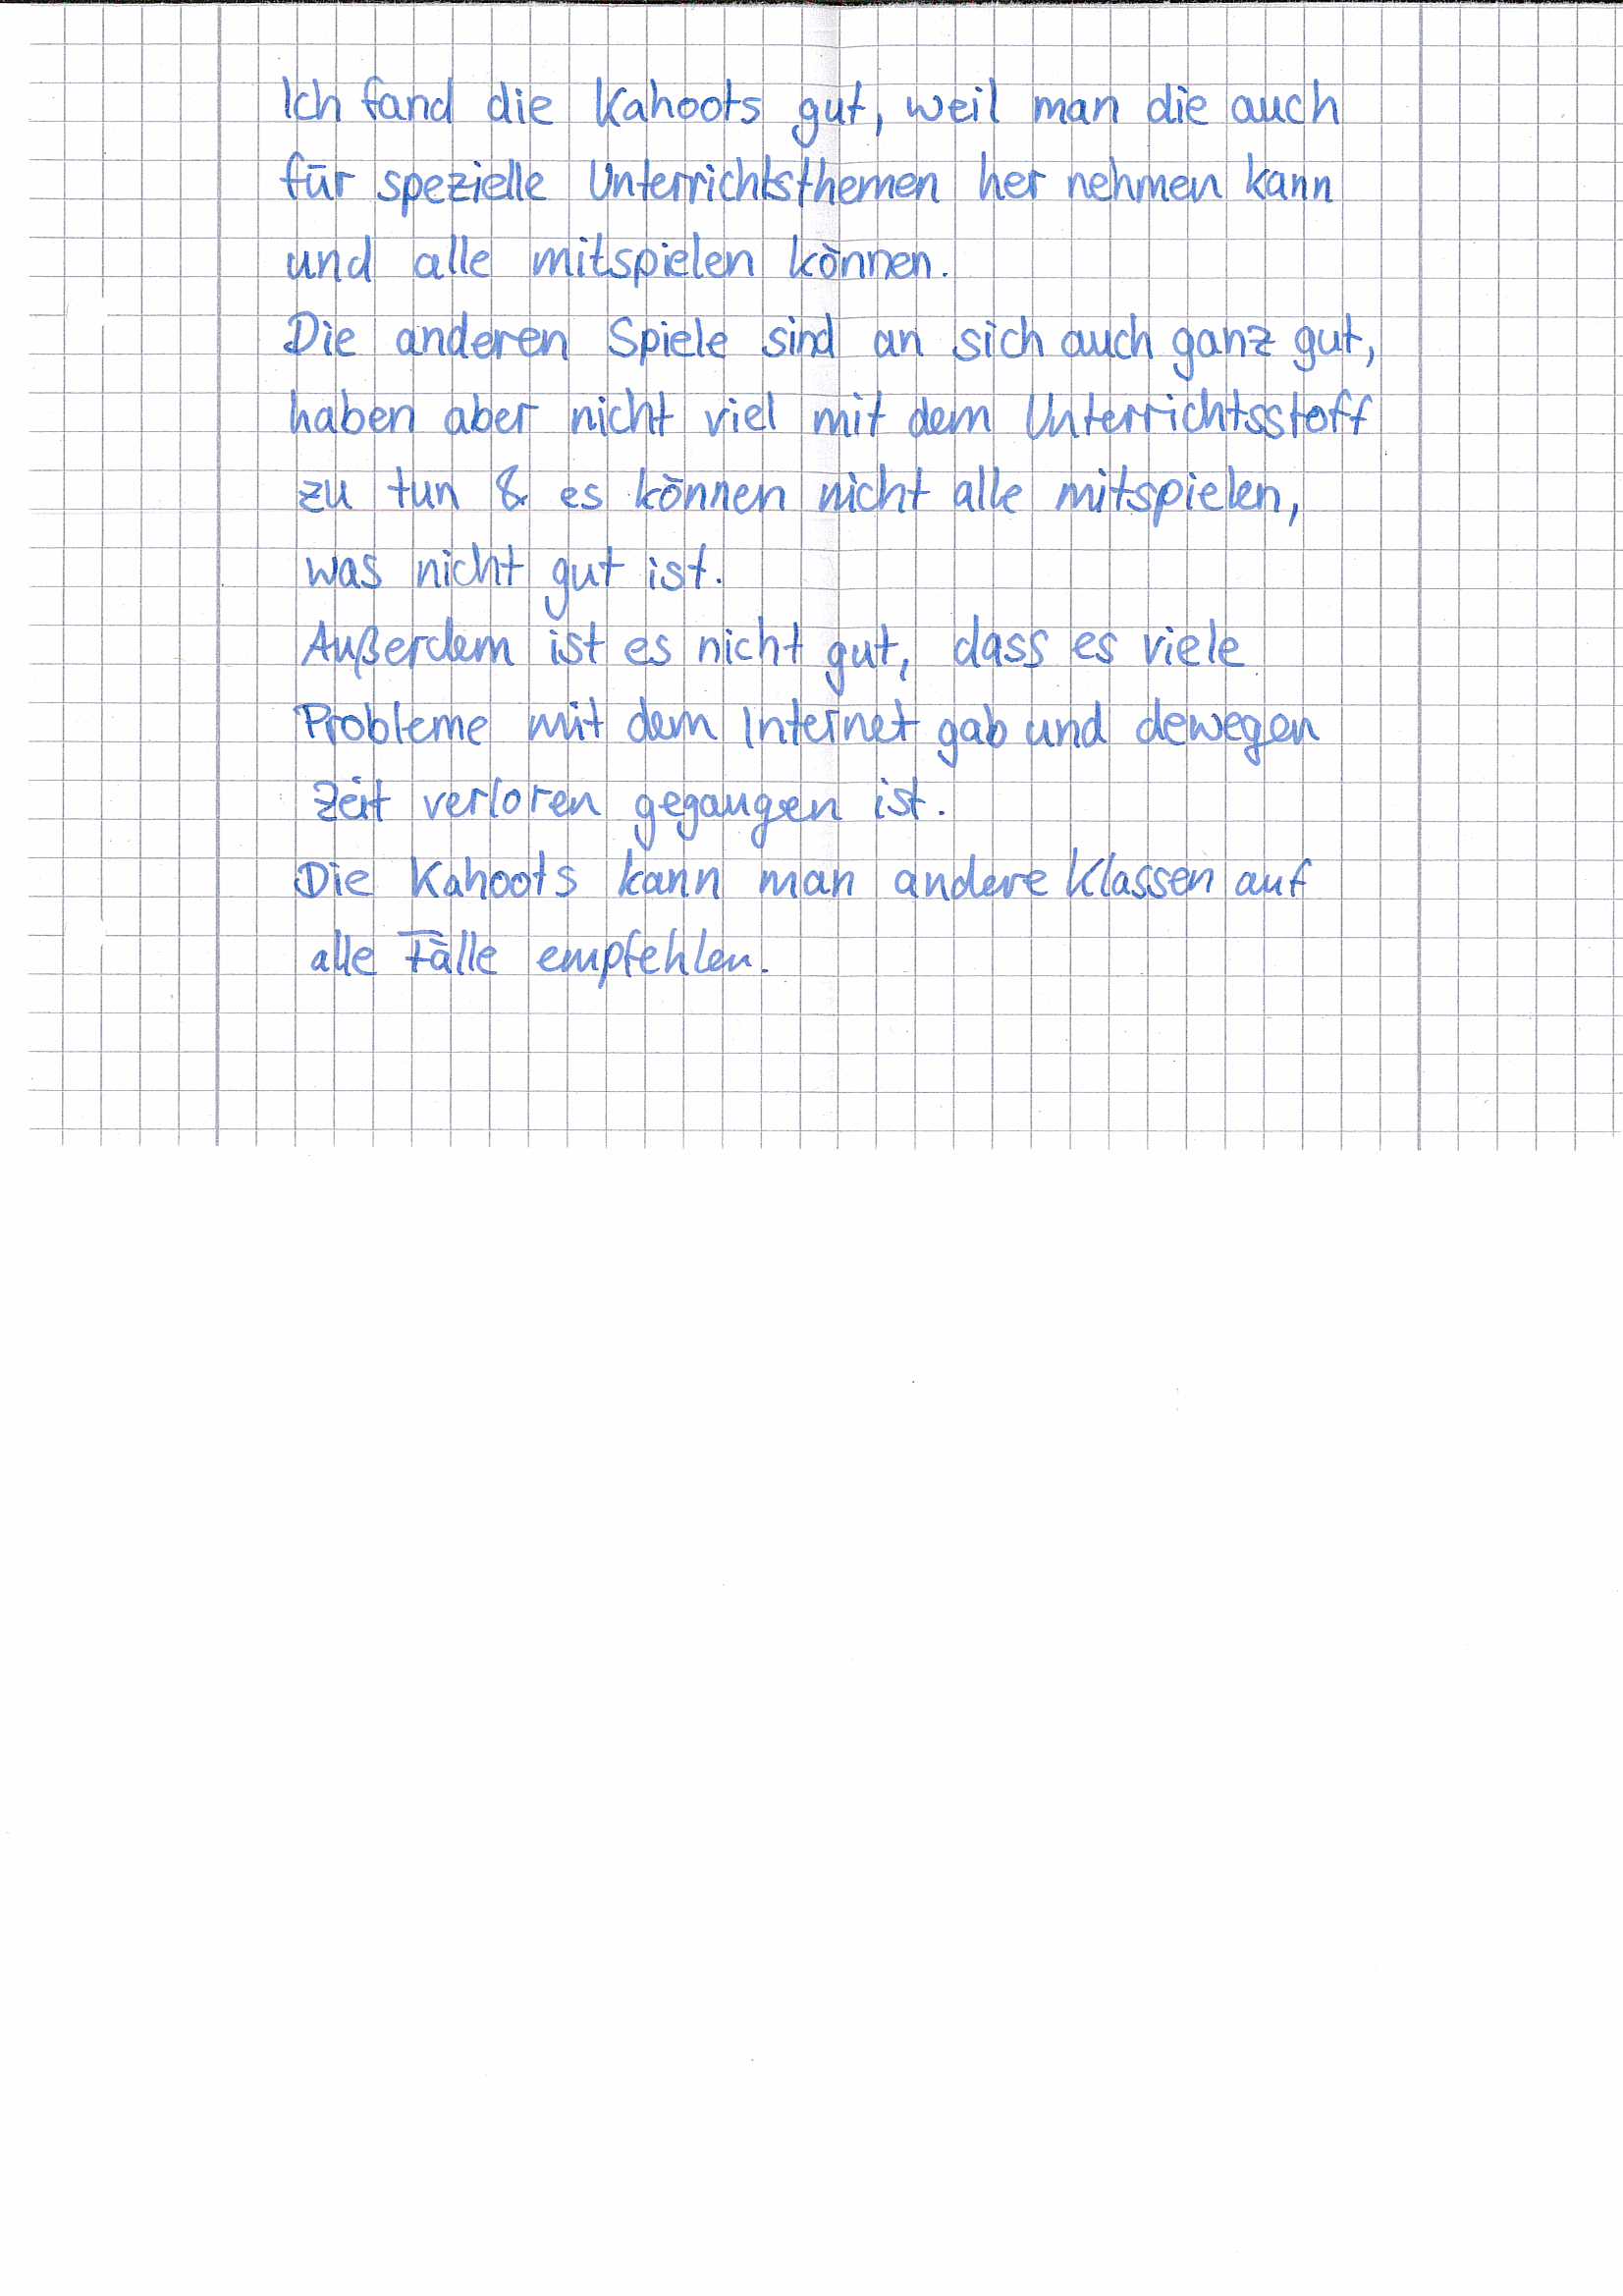 Ich fand die Kahoots gut, weil man die auch
für spezielle Unterrichtsthemen her nehmen kann
und alle mitspielen können.
Die anderen Spiele sind an sich auch ganz gut,
haben aber nicht viel mit dem Unterrichtsstoff
zu tun & es können nicht alle mitspielen,
was nicht gut ist.
Außerdem ist es nicht gut, dass es viele
Probleme mit dem Internet gab und dewegen
Zeit verloren gegangen ist.
Die Kahoots kann man andere Klassen auf
alle Fälle empfehlen.